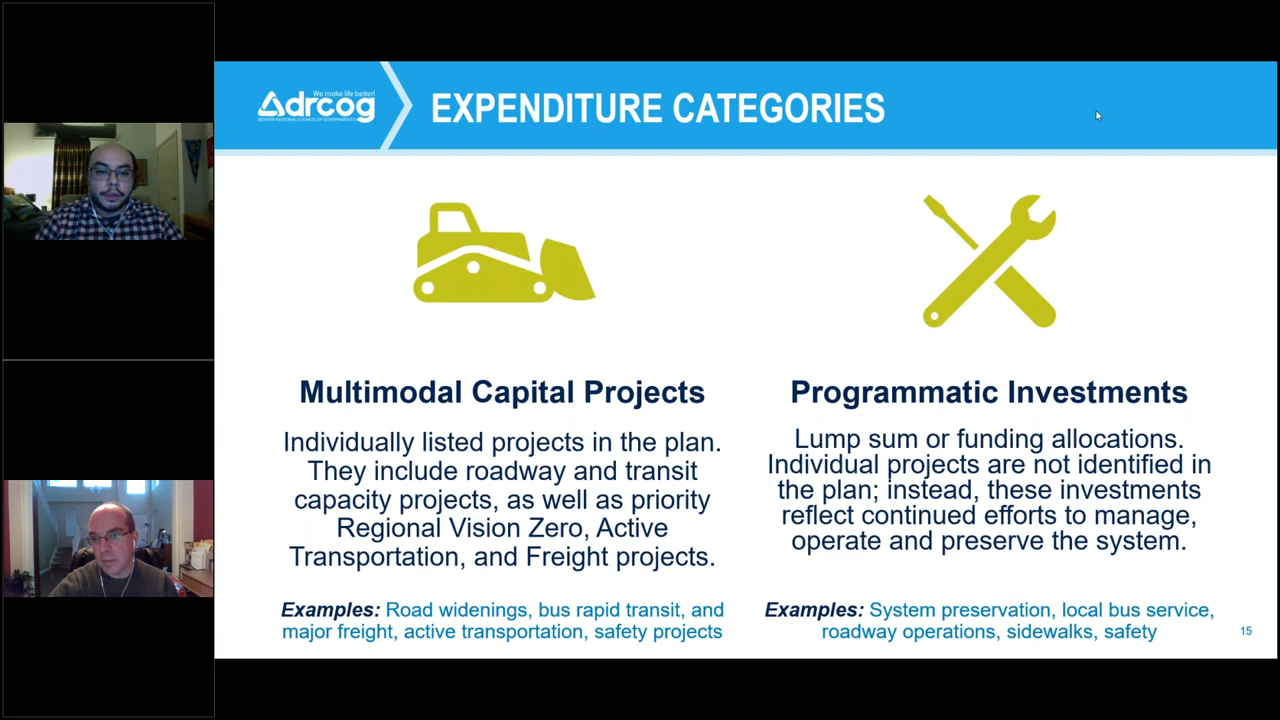 We make life better!
drcog
DENVER REGIONAL COUNCIL OF GOVERNMENTS
EXPENDITURE CATEGORIES
Multimodal Capital Projects
Individually listed projects in the plan.
They include roadway and transit
capacity projects, as well as priority
Regional Vision Zero, Active
Transportation, and Freight projects.
Examples: Road widenings, bus rapid transit, and
major freight, active transportation, safety projects
Programmatic Investments
Lump sum or funding allocations.
Individual projects are not identified in
the plan; instead, these investments
reflect continued efforts to manage,
operate and preserve the system.
Examples: System preservation, local bus service,
roadway operations, sidewalks, safety
15